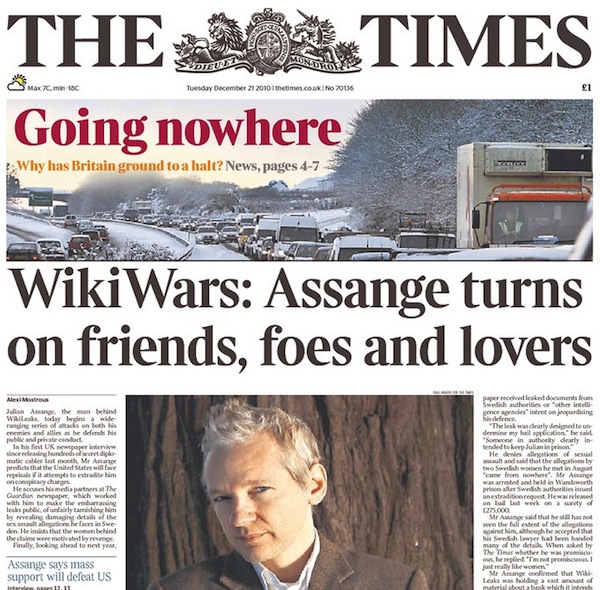 THE TIMES
DIEU ET MON DROIT
Max 7C, min -18C
Tuesday December 21 2010 | thetimes.co.uk | No 70136
£1
Going nowhere
Why has Britain ground to a halt? News, pages 4-7
WikiWars: Assange turns
on friends, foes and lovers
Alexi Mostrous
Julian Assange, the man behind
WikiLeaks, today begins a wide-
ranging series of attacks on both his
enemies and allies as he defends his
public and private conduct.
In his first UK newspaper interview
since releasing hundreds of secret diplo-
matic cables last month, Mr Assange
predicts that the United States will face
reprisals if it attempts to extradite him
on conspiracy charges.
He accuses his media partners at The
Guardian newspaper, which worked
with him to make the embarrassing
leaks public, of unfairly tarnishing him
by revealing damaging details of the
sex assault allegations he faces in Swe-
den. He insists that the women behind
the claims were motivated by revenge.
Finally, looking ahead to next year,
Assange says mass
support will defeat US
Interview, pages 12, 13
paper received leaked documents from
Swedish authorities or "other intelli-
gence agencies" intent on jeopardising
his defence.
"The leak was clearly designed to un-
dermine my bail application," he said.
"Someone in authority clearly in-
tended to keep Julian in prison."
He denies allegations of sexual
assault and said that the allegations by
two Swedish women he met in August
"came from nowhere". Mr Assange
was arrested and held in Wandsworth
prison after Swedish authorities issued
an extradition request. He was released
on bail last week on a surety of
£275,000.
Mr Assange said that he still has not
seen the full extent of the allegations
against him, although he confirmed that
his Swedish lawyer had been handed
many of the details. When asked by
The Times whether he was promiscu-
ous, he replied: "I'm not promiscuous. I
just really like women."
Mr Assange confirmed that Wiki-
Leaks was holding a vast amount of
material about a bank which it intends